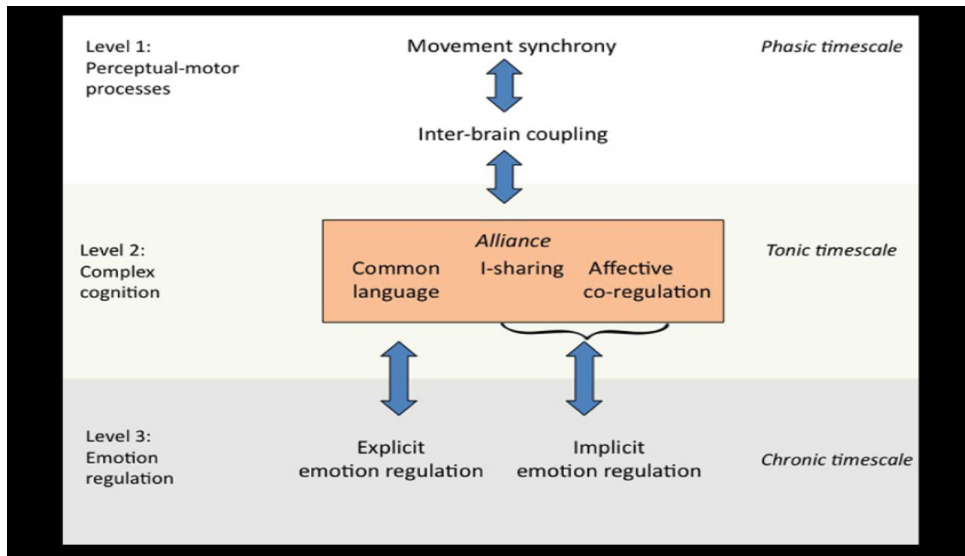 Level 1:
Perceptual-motor
processes
Movement synchrony
Phasic timescale
Inter-brain coupling
Level 2:
Complex
cognition
Alliance
Common
language
I-sharing
Affective
co-regulation
Tonic timescale
Level 3:
Emotion
regulation
Explicit
emotion regulation
Implicit
emotion regulation
Chronic timescale